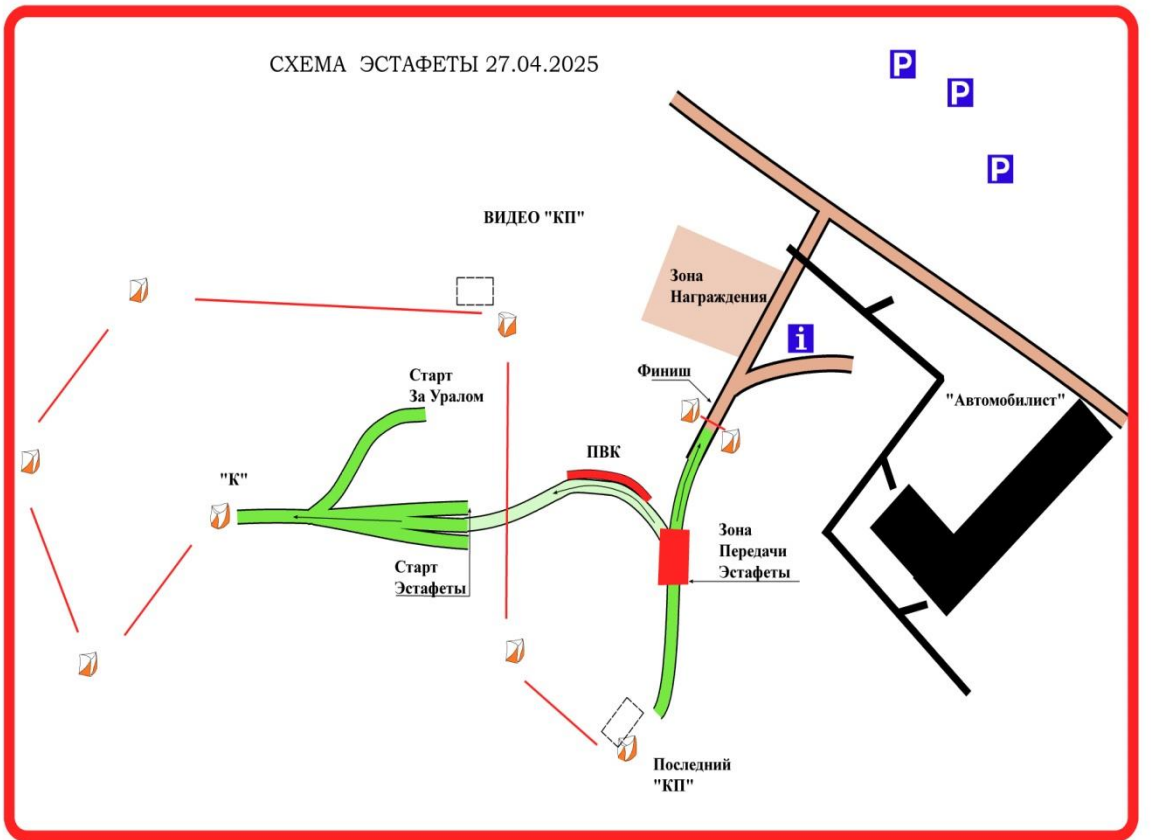 СХЕМА ЭСТАФЕТЫ 27.04.2025
P
P
P
ВИДЕО "КП"
Зона
Награждения
i
Финиш
Старт
За Уралом
"Автомобилист"
ПВК
"К"
Старт
Эстафеты
Зона
Передачи
Эстафеты
Последний
"КП"